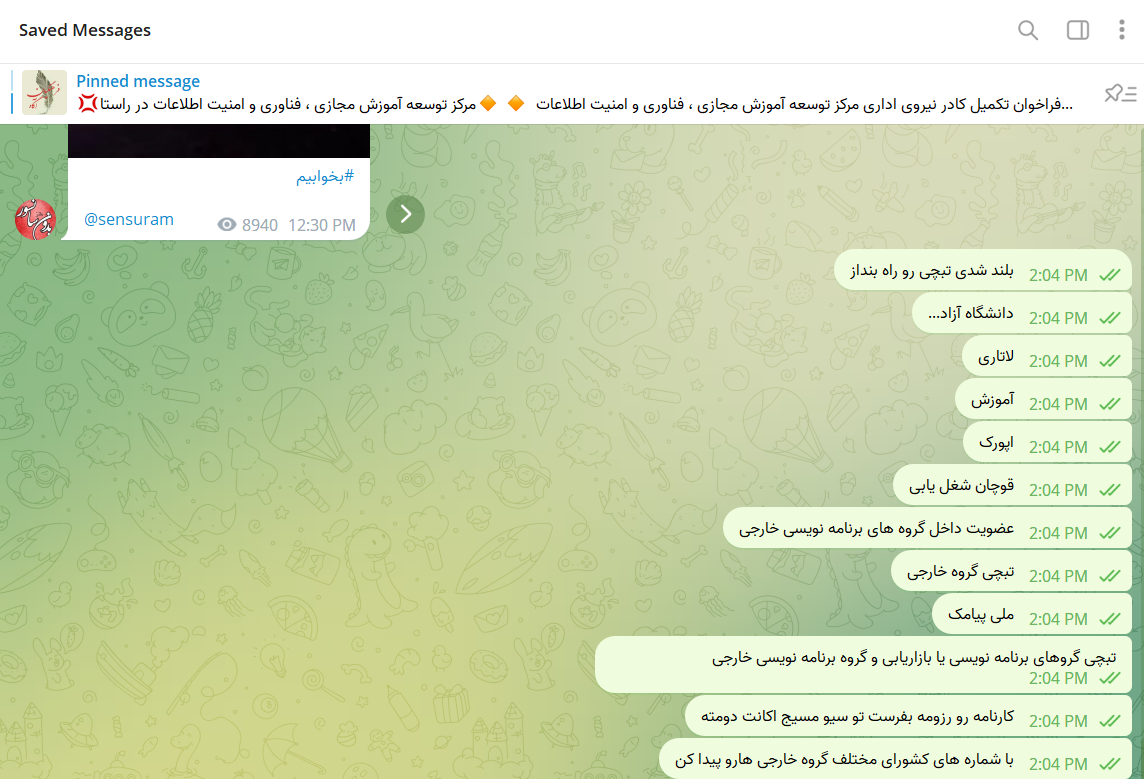 Saved Messages
Pinned message
💢فراخوان تکمیل کادر نیروی اداری مرکز توسعه آموزش مجازی ، فناوری و امنیت اطلاعات 🔶 🔶 مرکز توسعه آموزش مجازی ، فناوری و امنیت اطلاعات در راستا...
#بخوابیم
@sensuram 8940 12:30 PM
بدون سانسور
بلند شدی تبچی رو راه بنداز 2:04 PM
دانشگاه آزاد... 2:04 PM
لاتاری 2:04 PM
آموزش 2:04 PM
اپورک 2:04 PM
قوچان شغل یابی 2:04 PM
عضویت داخل گروه های برنامه نویسی خارجی 2:04 PM
تبچی گروه خارجی 2:04 PM
ملی پیامک 2:04 PM
تبچی گروهای برنامه نویسی یا بازاریابی و گروه برنامه نویسی خارجی
2:04 PM
کارنامه رو رزومه بفرست تو سیو مسیج اکانت دومته 2:04 PM
با شماره های کشورای مختلف گروه خارجی هارو پیدا کن 2:04 PM